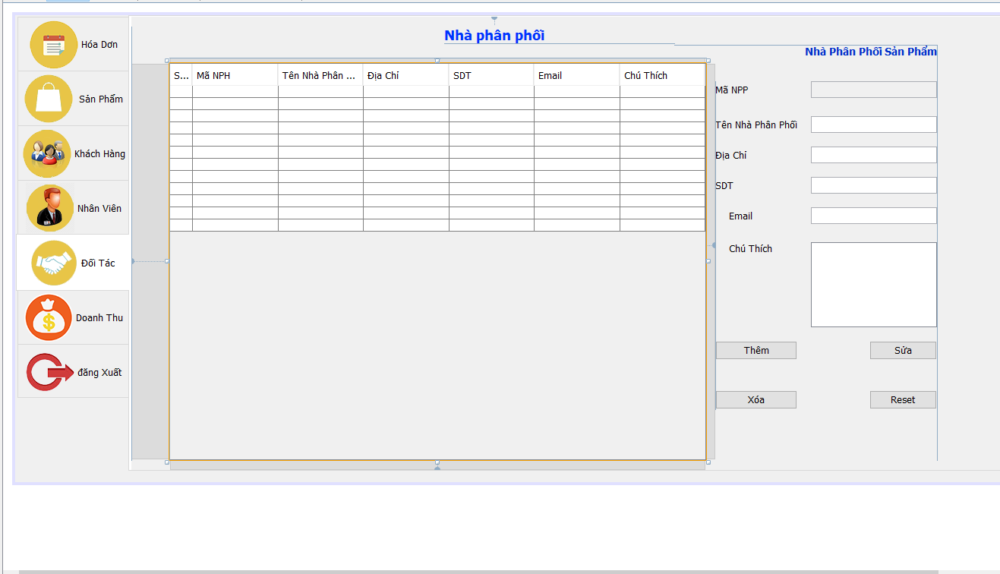 Hóa Dơn
Sản Phẩm
Khách Hàng
Nhân Viên
Đối Tác
Doanh Thu
đăng Xuất
Nhà phân phối
S... Mã NPH Tên Nhà Phân ... Địa Chỉ SDT Email Chú Thích
Nhà Phân Phối Sản Phẩm
Mã NPP
Tên Nhà Phân Phối
Địa Chỉ
SDT
Email
Chú Thích
Thêm Sửa
Xóa Reset